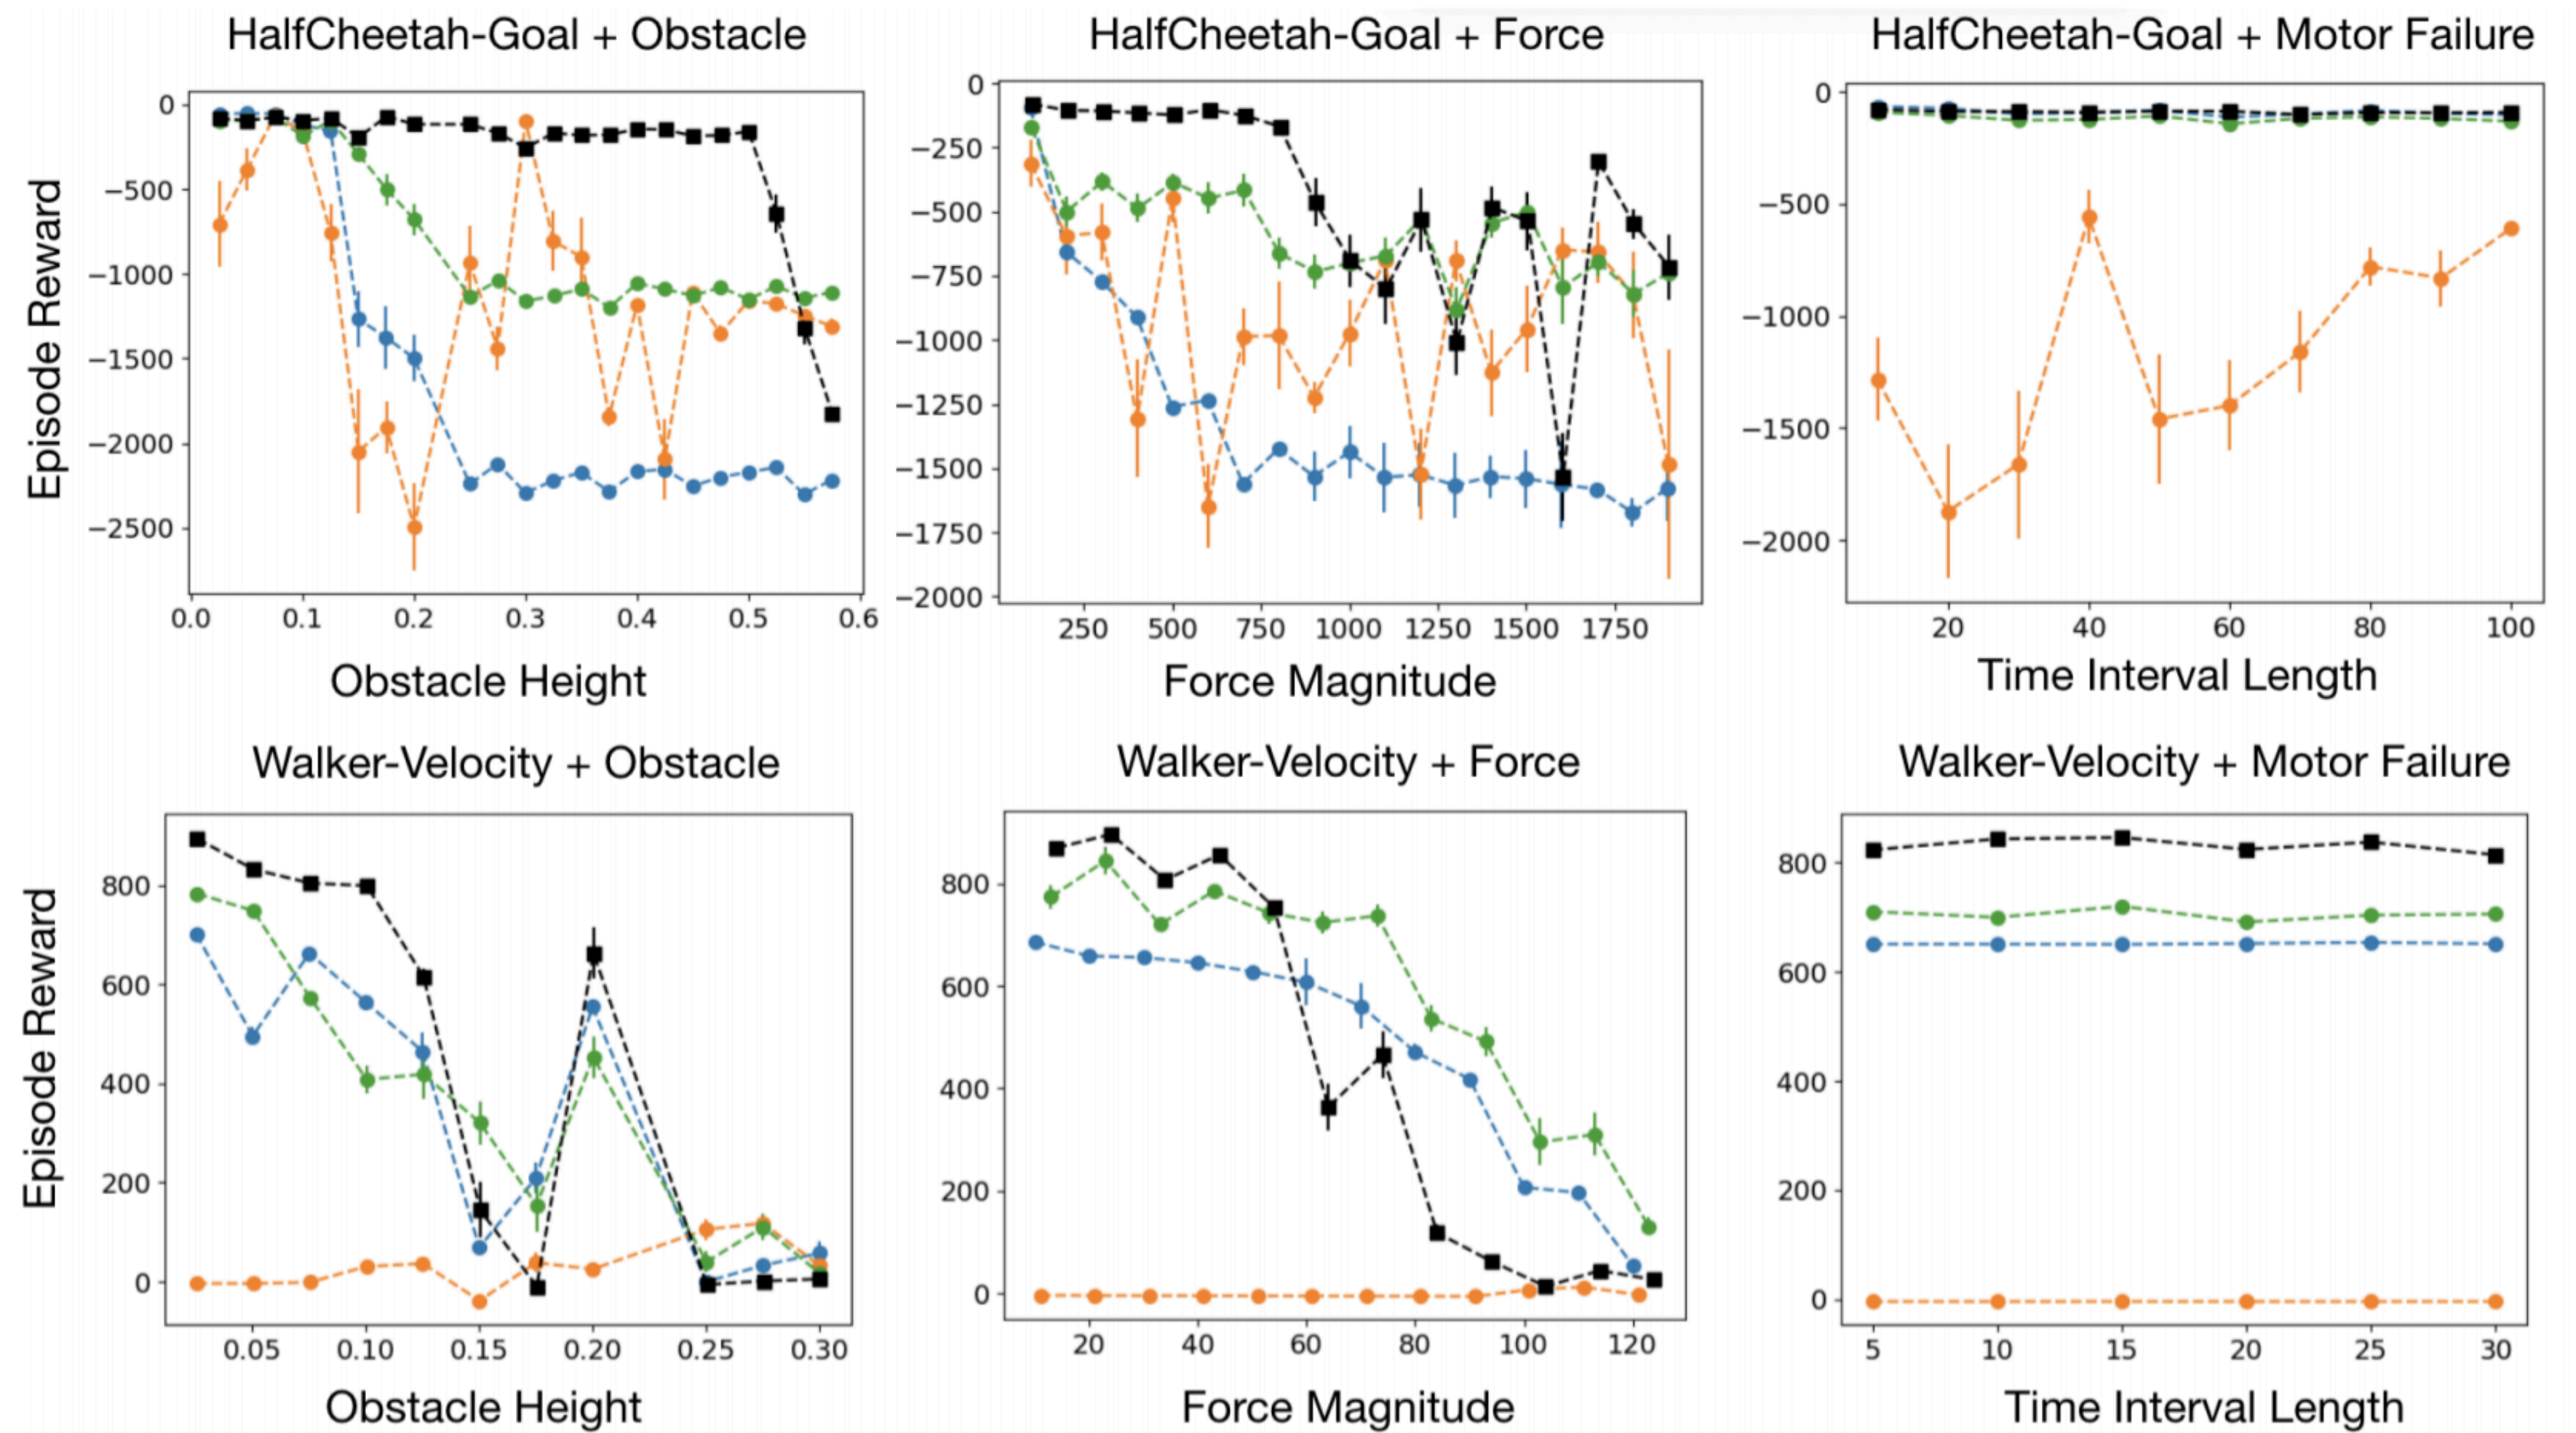 HalfCheetah-Goal + Obstacle
HalfCheetah-Goal + Force
HalfCheetah-Goal + Motor Failure
Episode Reward
0
−500
−1000
−1500
−2000
−2500
0.0 0.1 0.2 0.3 0.4 0.5 0.6
Obstacle Height
0
−250
−500
−750
−1000
−1250
−1500
−1750
−2000
250 500 750 1000 1250 1500 1750
Force Magnitude
0
−500
−1000
−1500
−2000
20 40 60 80 100
Time Interval Length
Walker-Velocity + Obstacle
Walker-Velocity + Force
Walker-Velocity + Motor Failure
Episode Reward
800
600
400
200
0
0.05 0.10 0.15 0.20 0.25 0.30
Obstacle Height
800
600
400
200
0
20 40 60 80 100 120
Force Magnitude
800
600
400
200
0
5 10 15 20 25 30
Time Interval Length